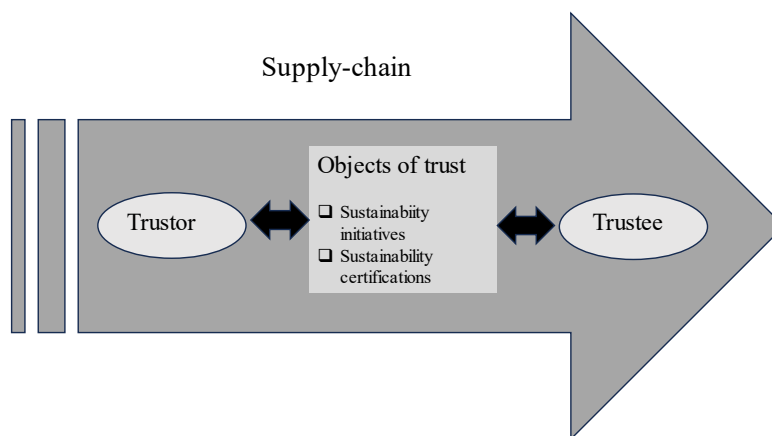 Supply-chain
Objects of trust
❑ Sustainabiity
initiatives
❑ Sustainability
certifications
Trustor
Trustee